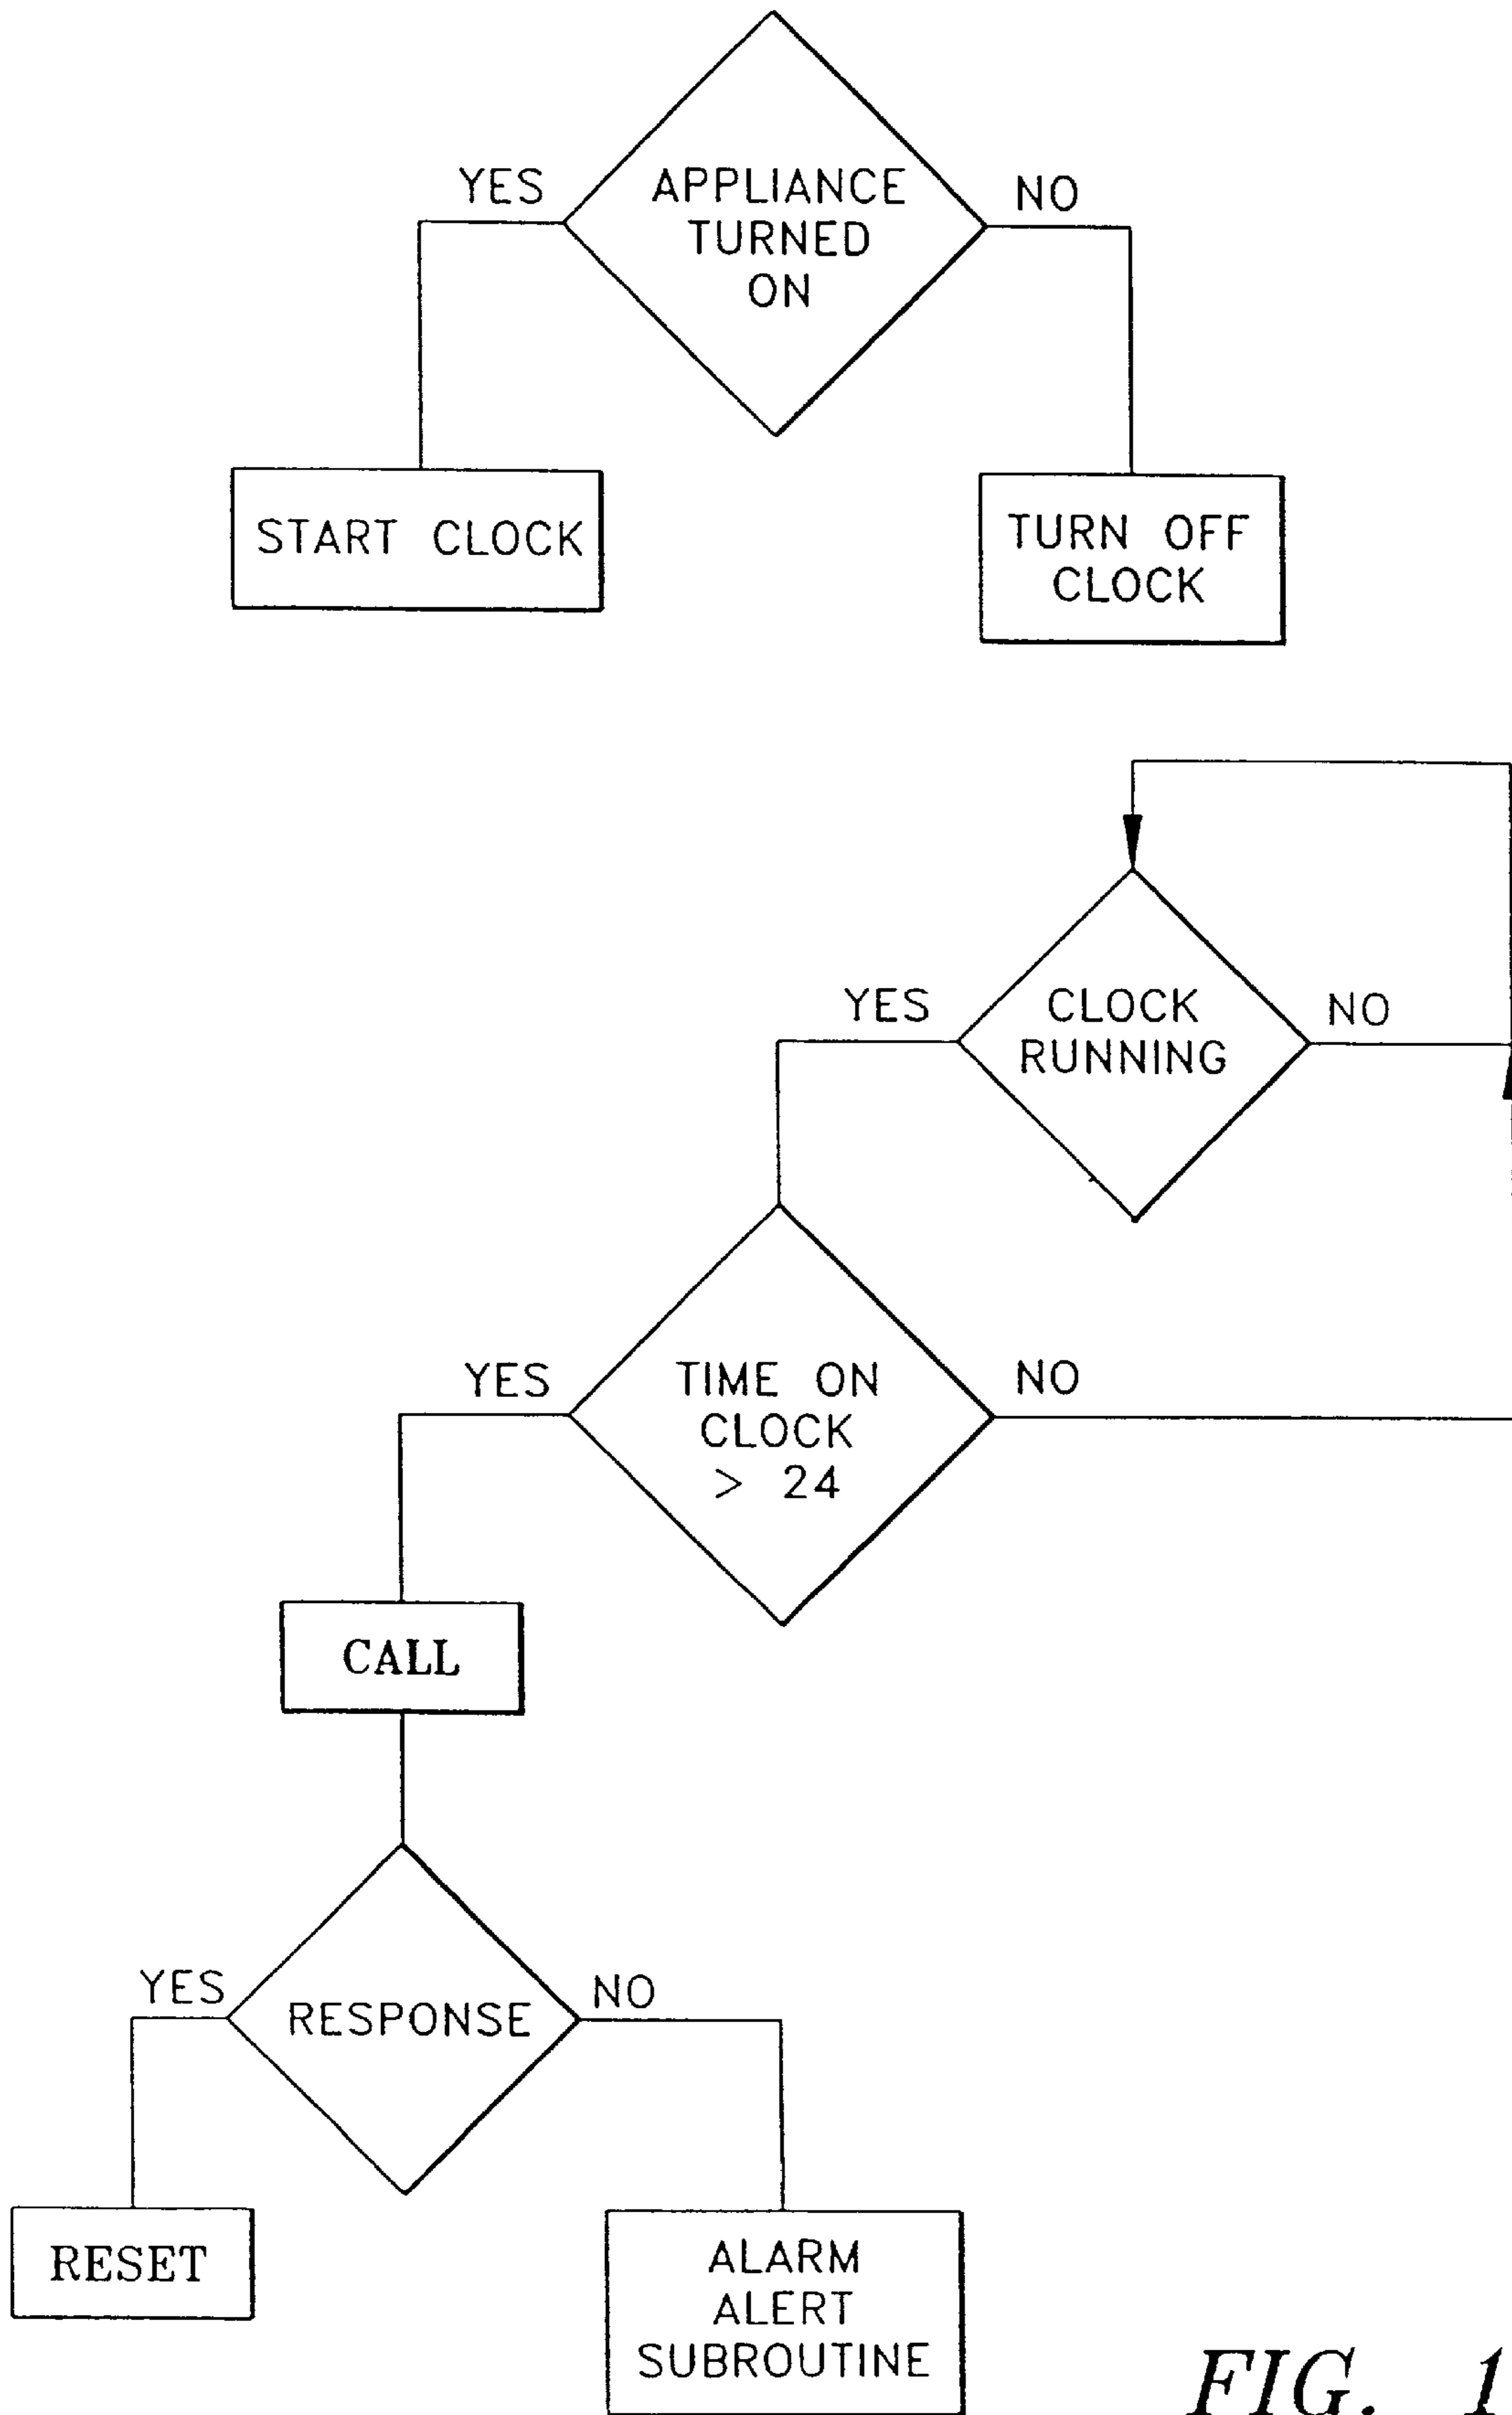 YES
APPLIANCE
TURNED
ON
NO
START CLOCK
TURN OFF
CLOCK
YES
CLOCK
RUNNING
NO
YES
TIME ON
CLOCK
> 24
NO
CALL
YES
RESPONSE
NO
RESET
ALARM
ALERT
SUBROUTINE
FIG. 1